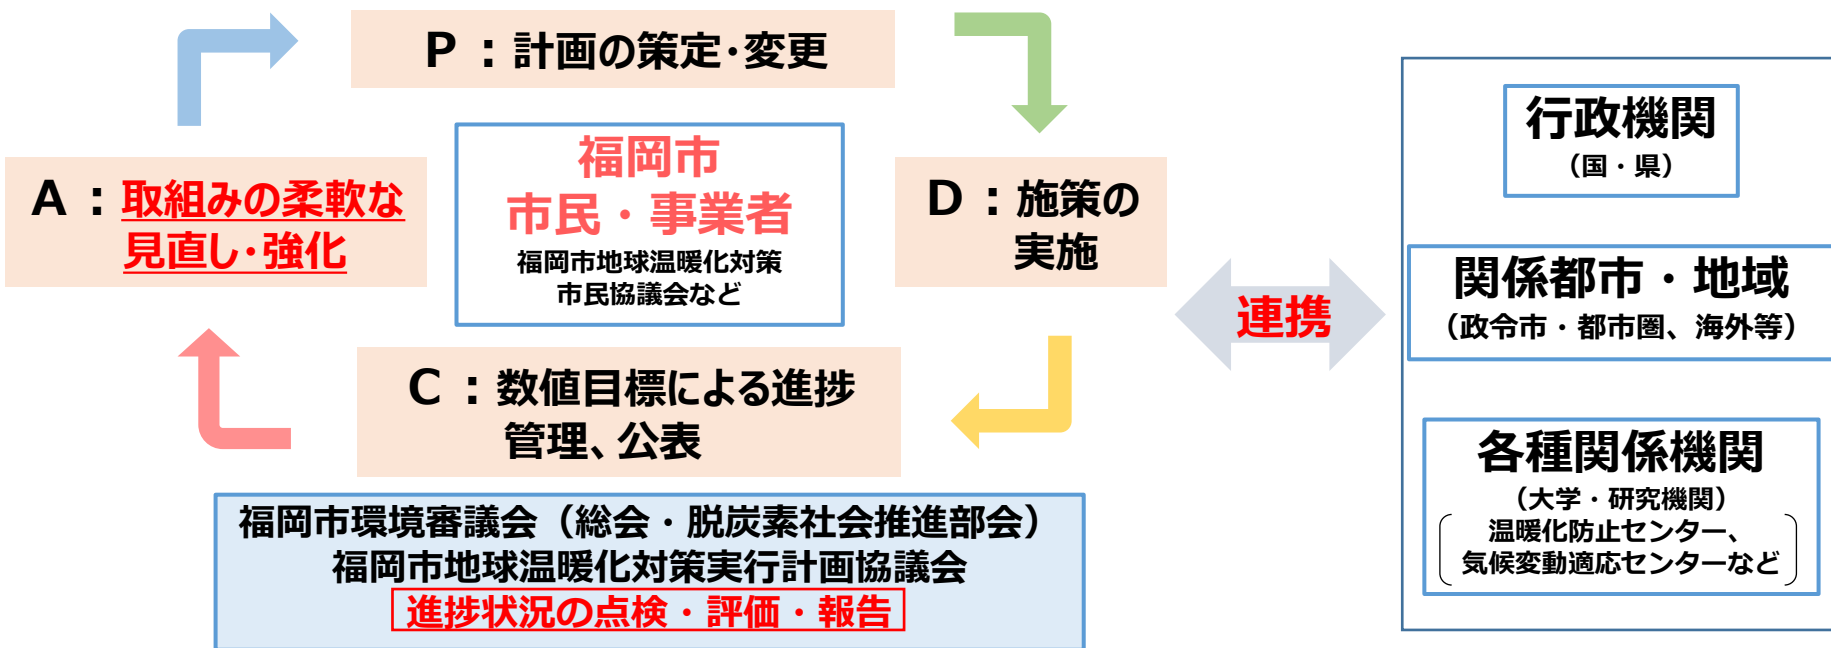 P：計画の策定・変更
A：取組みの柔軟な
見直し・強化
福岡市
市民・事業者
福岡市地球温暖化対策
市民協議会など
D：施策の
実施
C：数値目標による進捗
管理、公表
福岡市環境審議会（総会・脱炭素社会推進部会）
福岡市地球温暖化対策実行計画協議会
進捗状況の点検・評価・報告
連携
行政機関
（国・県）
関係都市・地域
（政令市・都市圏、海外等）
各種関係機関
（大学・研究機関）
温暖化防止センター、
気候変動適応センターなど